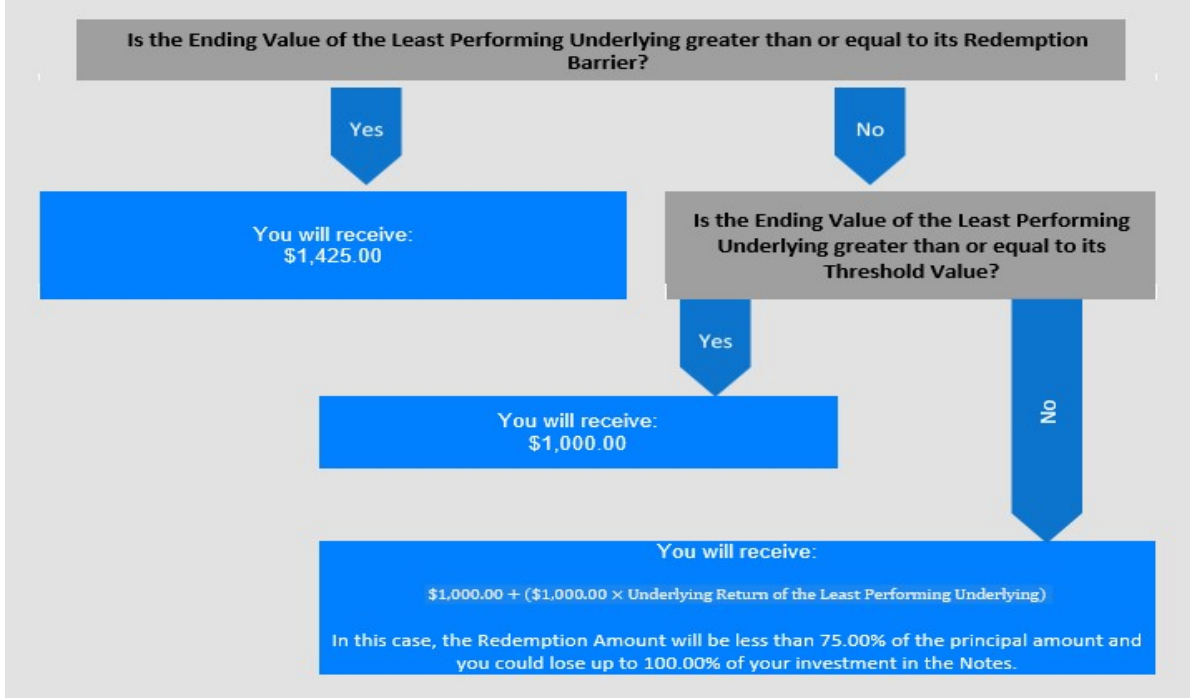 Is the Ending Value of the Least Performing Underlying greater than or equal to its Redemption
Barrier?
Yes
No
You will receive:
$1,425.00
Is the Ending Value of the Least Performing
Underlying greater than or equal to its
Threshold Value?
Yes
No
You will receive:
$1,000.00
You will receive:
$1,000.00 + ($1,000.00 × Underlying Return of the Least Performing Underlying)
In this case, the Redemption Amount will be less than 75.00% of the principal amount and
you could lose up to 100.00% of your investment in the Notes.